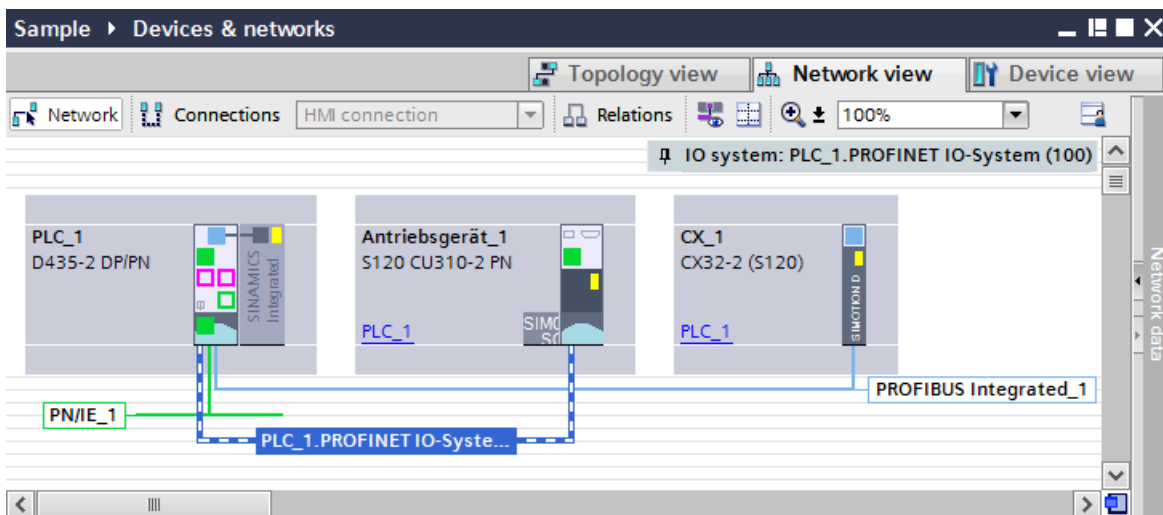 Sample ▸ Devices & networks
Topology view
Network view
Device view
Network
Connections
HMI connection
Relations
100%
IO system: PLC_1.PROFINET IO-System (100)
PLC_1
D435-2 DP/PN
SINAMICS
Integrated
Antriebsgerät_1
S120 CU310-2 PN
PLC_1
CX_1
CX32-2 (S120)
PLC_1
SIMOTION D
PROFIBUS Integrated_1
PN/IE_1
PLC_1.PROFINET IO-Syste...
Network data